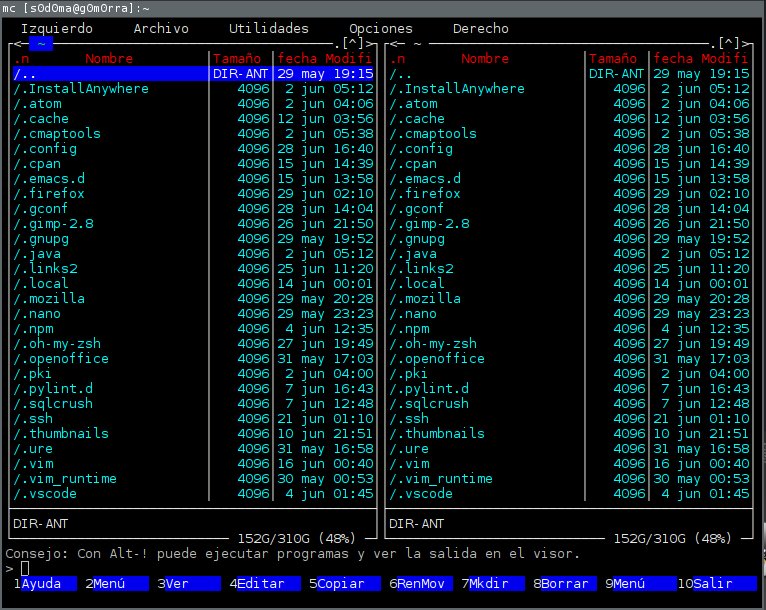 mc [sOdOma@gOmOrra]:~
Izquierdo Archivo Utilidades Opciones Derecho
<— ~ .[^]> <— ~ .[^]>
.n Nombre Tamaño fecha Modifi .n Nombre Tamaño fecha Modifi
/.. DIR-ANT 29 may 19:15 /.. DIR-ANT 29 may 19:15
/.InstallAnywhere 4096 2 jun 05:12 /.InstallAnywhere 4096 2 jun 05:12
/.atom 4096 2 jun 04:06 /.atom 4096 2 jun 04:06
/.cache 4096 12 jun 03:56 /.cache 4096 12 jun 03:56
/.cmaptools 4096 2 jun 05:38 /.cmaptools 4096 2 jun 05:38
/.config 4096 28 jun 16:40 /.config 4096 28 jun 16:40
/.cpan 4096 15 jun 14:39 /.cpan 4096 15 jun 14:39
/.emacs.d 4096 15 jun 13:58 /.emacs.d 4096 15 jun 13:58
/.firefox 4096 29 jun 02:10 /.firefox 4096 29 jun 02:10
/.gconf 4096 28 jun 14:04 /.gconf 4096 28 jun 14:04
/.gimp-2.8 4096 26 jun 21:50 /.gimp-2.8 4096 26 jun 21:50
/.gnupg 4096 29 may 19:52 /.gnupg 4096 29 may 19:52
/.java 4096 2 jun 05:12 /.java 4096 2 jun 05:12
/.links2 4096 25 jun 11:20 /.links2 4096 25 jun 11:20
/.local 4096 14 jun 00:01 /.local 4096 14 jun 00:01
/.mozilla 4096 29 may 20:28 /.mozilla 4096 29 may 20:28
/.nano 4096 29 may 23:23 /.nano 4096 29 may 23:23
/.npm 4096 4 jun 12:35 /.npm 4096 4 jun 12:35
/.oh-my-zsh 4096 27 jun 19:49 /.oh-my-zsh 4096 27 jun 19:49
/.openoffice 4096 31 may 17:03 /.openoffice 4096 31 may 17:03
/.pki 4096 2 jun 04:00 /.pki 4096 2 jun 04:00
/.pylint.d 4096 7 jun 16:43 /.pylint.d 4096 7 jun 16:43
/.sqlcrush 4096 7 jun 12:48 /.sqlcrush 4096 7 jun 12:48
/.ssh 4096 21 jun 01:10 /.ssh 4096 21 jun 01:10
/.thumbnails 4096 10 jun 21:51 /.thumbnails 4096 10 jun 21:51
/.ure 4096 31 may 16:58 /.ure 4096 31 may 16:58
/.vim 4096 16 jun 00:40 /.vim 4096 16 jun 00:40
/.vim_runtime 4096 30 may 00:53 /.vim_runtime 4096 30 may 00:53
/.vscode 4096 4 jun 01:45 /.vscode 4096 4 jun 01:45
DIR-ANT DIR-ANT
152G/310G (48%) 152G/310G (48%)
Consejo: Con Alt-! puede ejecutar programas y ver la salida en el visor.
>
1Ayuda 2Menú 3Ver 4Editar 5Copiar 6RenMov 7Mkdir 8Borrar 9Menú 10Salir